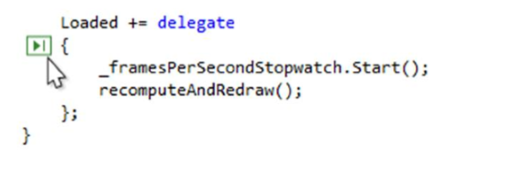 Loaded += delegate
{
_framesPerSecondStopwatch.Start();
recomputeAndRedraw();
};
}